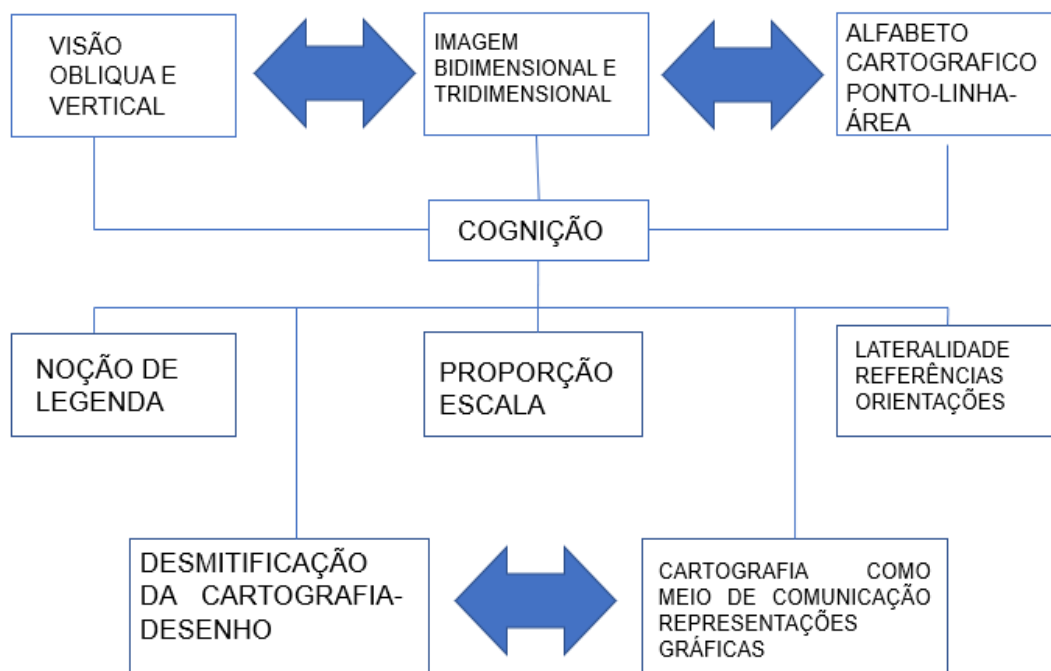 VISÃO
OBLIQUA E
VERTICAL
IMAGEM
BIDIMENSIONAL E
TRIDIMENSIONAL
ALFABETO
CARTOGRAFICO
PONTO-LINHA-
ÁREA
COGNIÇÃO
NOÇÃO DE
LEGENDA
PROPORÇÃO
ESCALA
LATERALIDADE
REFERÊNCIAS
ORIENTAÇÕES
DESMITIFICAÇÃO
DA CARTOGRAFIA-
DESENHO
CARTOGRAFIA COMO
MEIO DE COMUNICAÇÃO
REPRESENTAÇÕES
GRÁFICAS